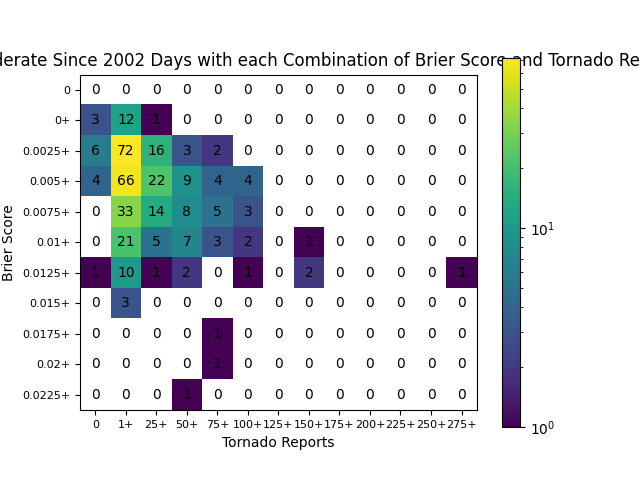 derate Since 2002 Days with each Combination of Brier Score and Tornado Re
0 0 0 0 0 0 0 0 0 0 0 0 0 0
0+ 3 12 1 0 0 0 0 0 0 0 0 0 0
0.0025+ 6 72 16 3 2 0 0 0 0 0 0 0 0
0.005+ 4 66 22 9 4 4 0 0 0 0 0 0 0
0.0075+ 0 33 14 8 5 3 0 0 0 0 0 0 0
0.01+ 0 21 5 7 3 2 0 1 0 0 0 0 0
0.0125+ 1 10 1 2 0 1 0 2 0 0 0 0 1
0.015+ 0 3 0 0 0 0 0 0 0 0 0 0 0
0.0175+ 0 0 0 0 1 0 0 0 0 0 0 0 0
0.02+ 0 0 0 0 1 0 0 0 0 0 0 0 0
0.0225+ 0 0 0 1 0 0 0 0 0 0 0 0 0
0 1+ 25+ 50+ 75+ 100+ 125+ 150+ 175+ 200+ 225+ 250+ 275+
Tornado Reports
Brier Score
10¹
10⁰